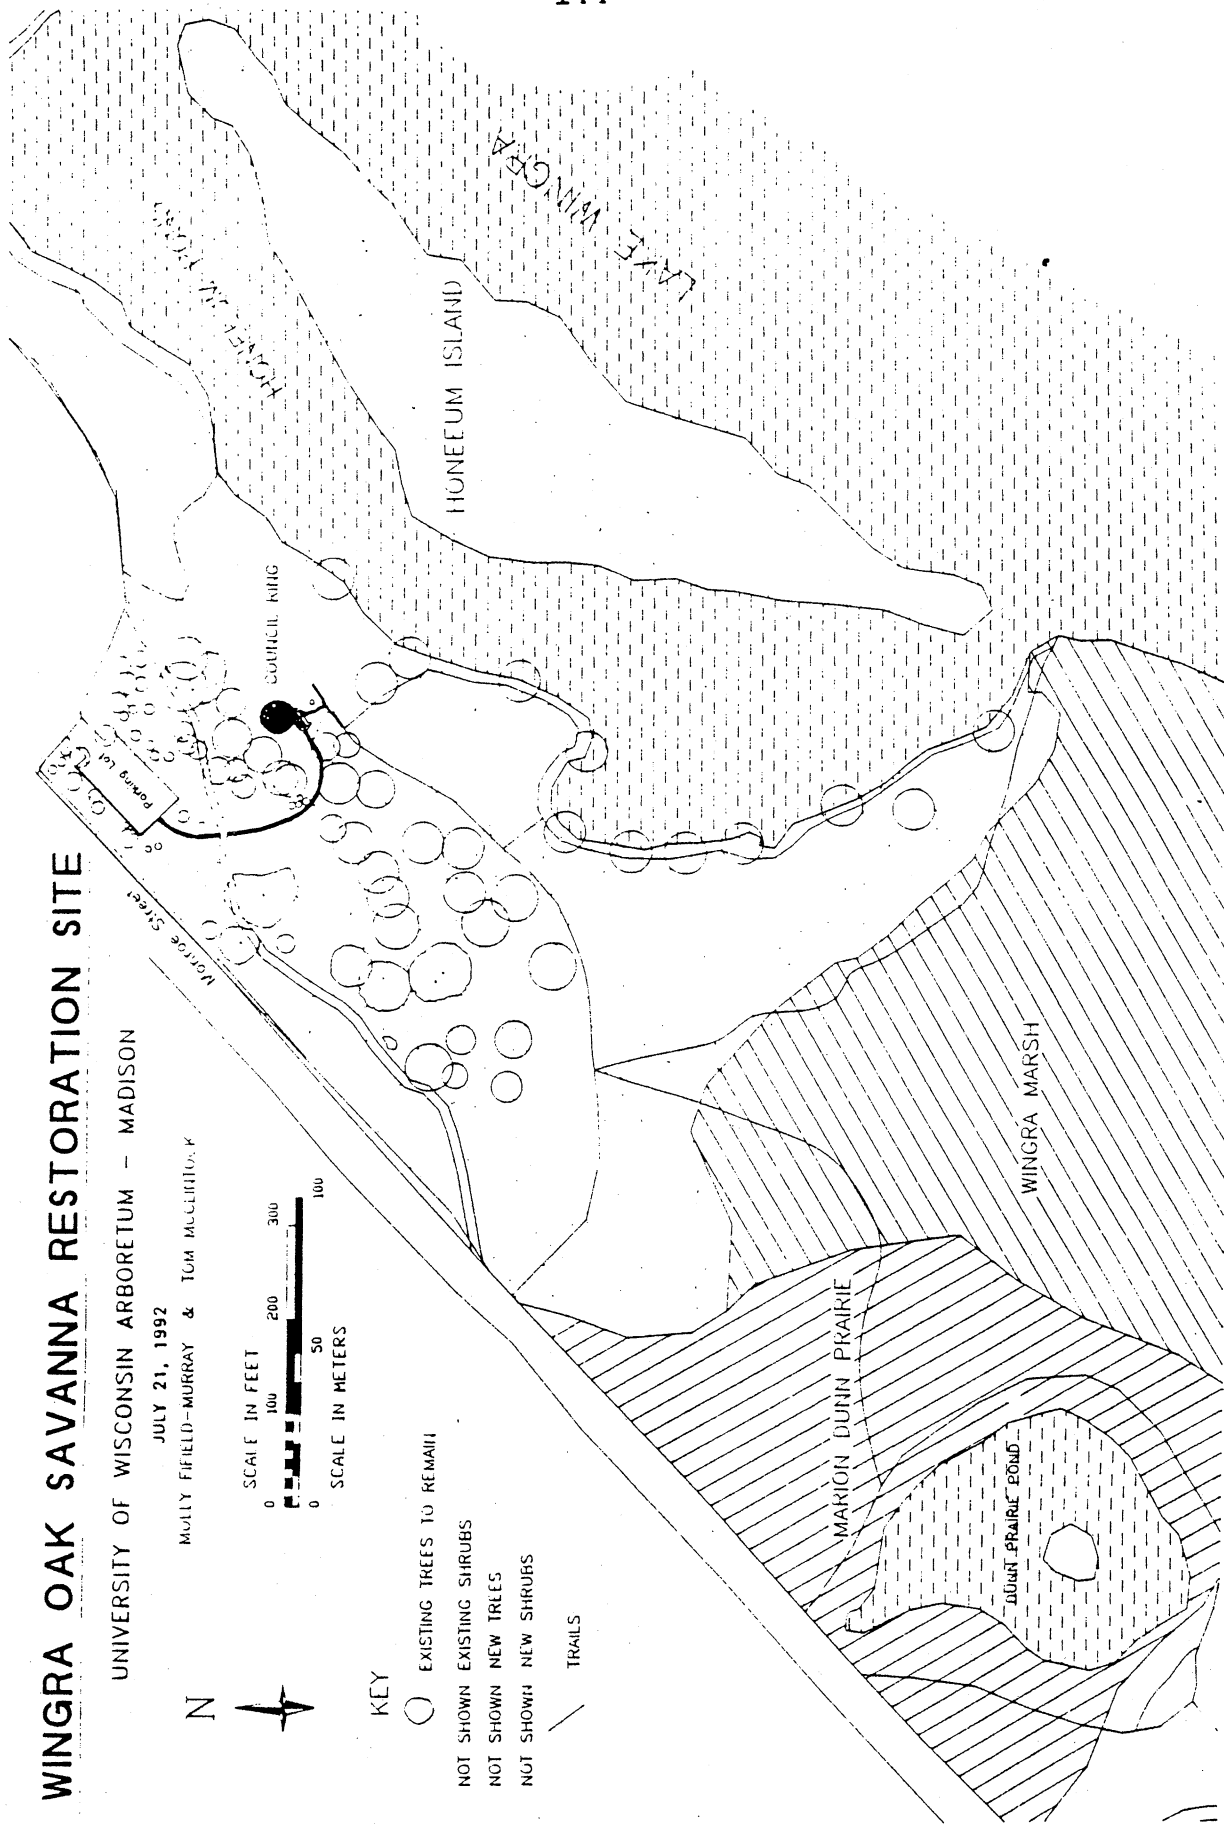 WINGRA OAK SAVANNA RESTORATION SITE
UNIVERSITY OF WISCONSIN ARBORETUM - MADISON
JULY 21, 1992
MOLLY FIFIELD-MURRAY & TOM MCCLINTOCK
N
SCALE IN FEET
0 100 200 300
0 50 100
SCALE IN METERS
KEY
EXISTING TREES TO REMAIN
NOT SHOWN EXISTING SHRUBS
NOT SHOWN NEW TREES
NOT SHOWN NEW SHRUBS
TRAILS
Monroe Street
Parking Lot
COUNCIL RING
HONEEUM POND
HONEEUM ISLAND
LAKE WINGRA
WINGRA MARSH
MARION DUNN PRAIRIE
DUNN PRAIRIE POND